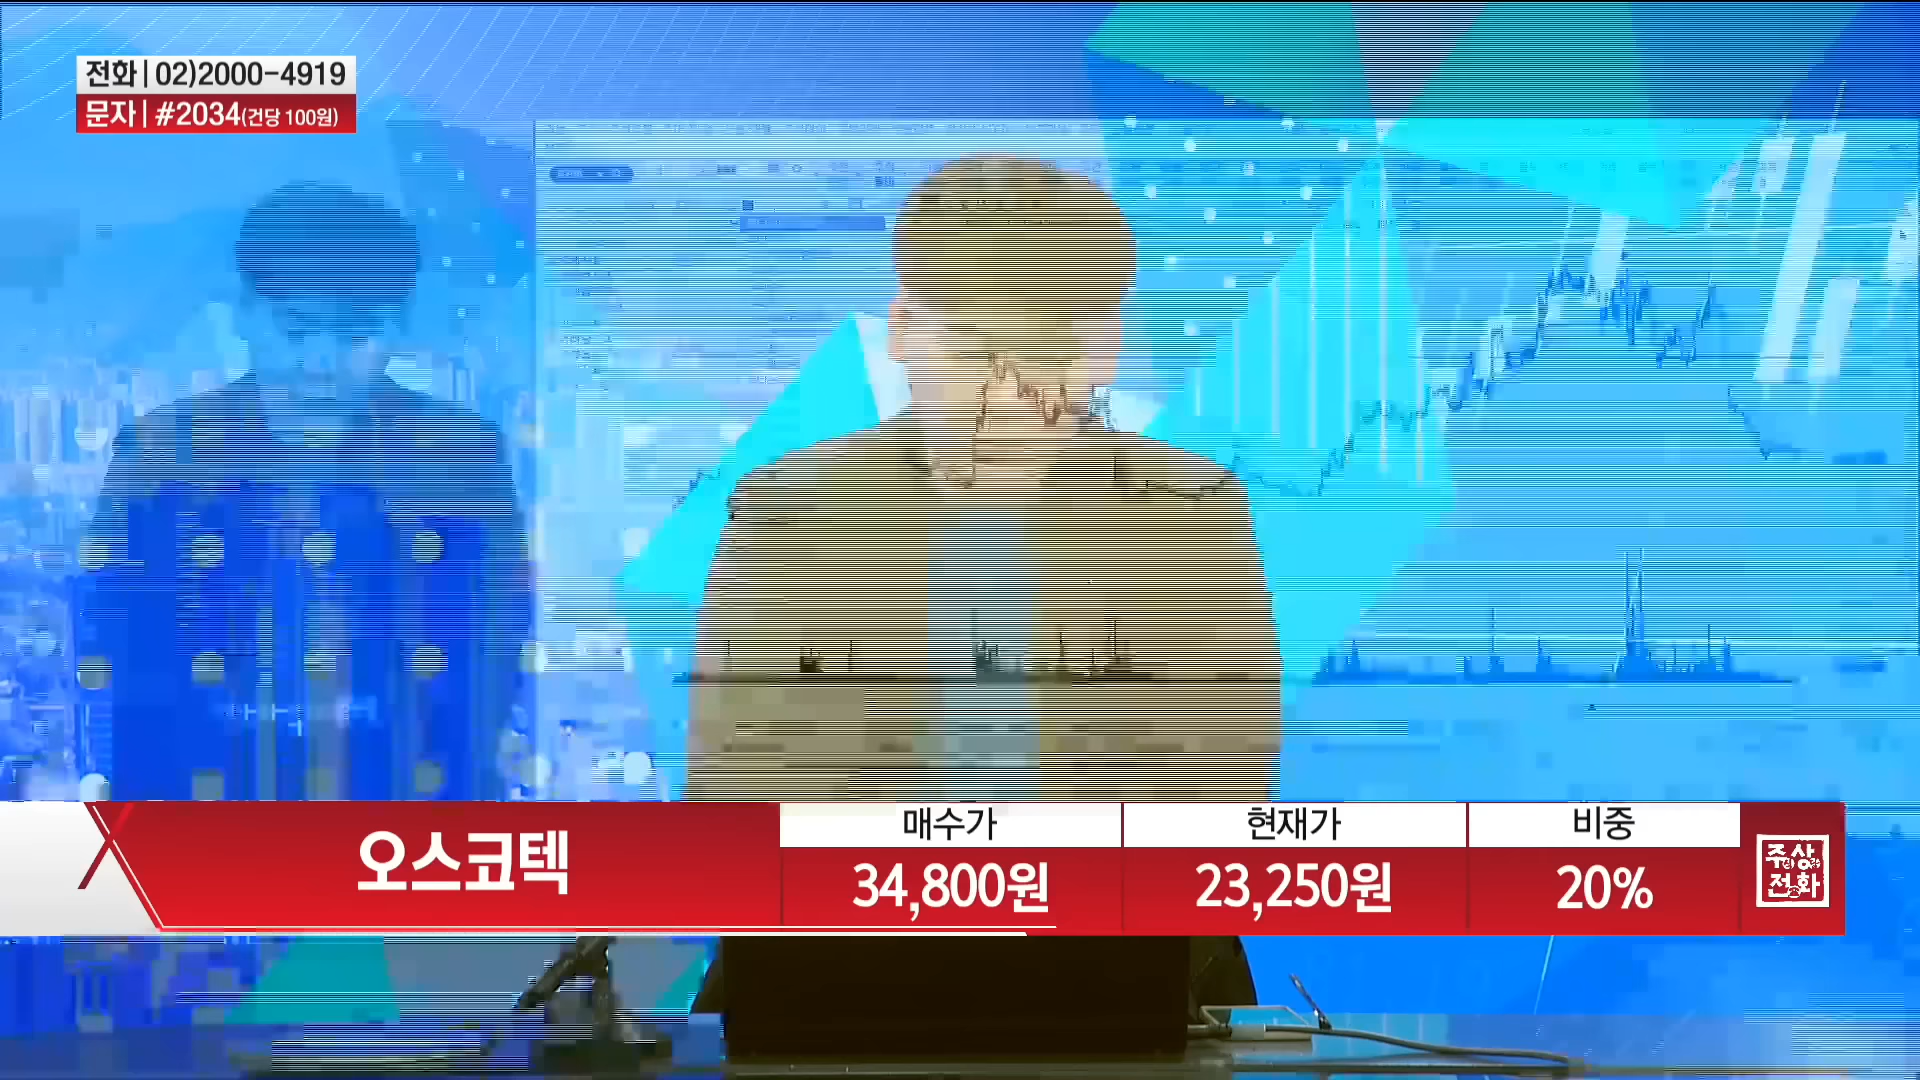 전화 | 02)2000-4919
문자 | #2034(건당 100원)
오스코텍
매수가
34,800원
현재가
23,250원
비중
20%
주상
전화